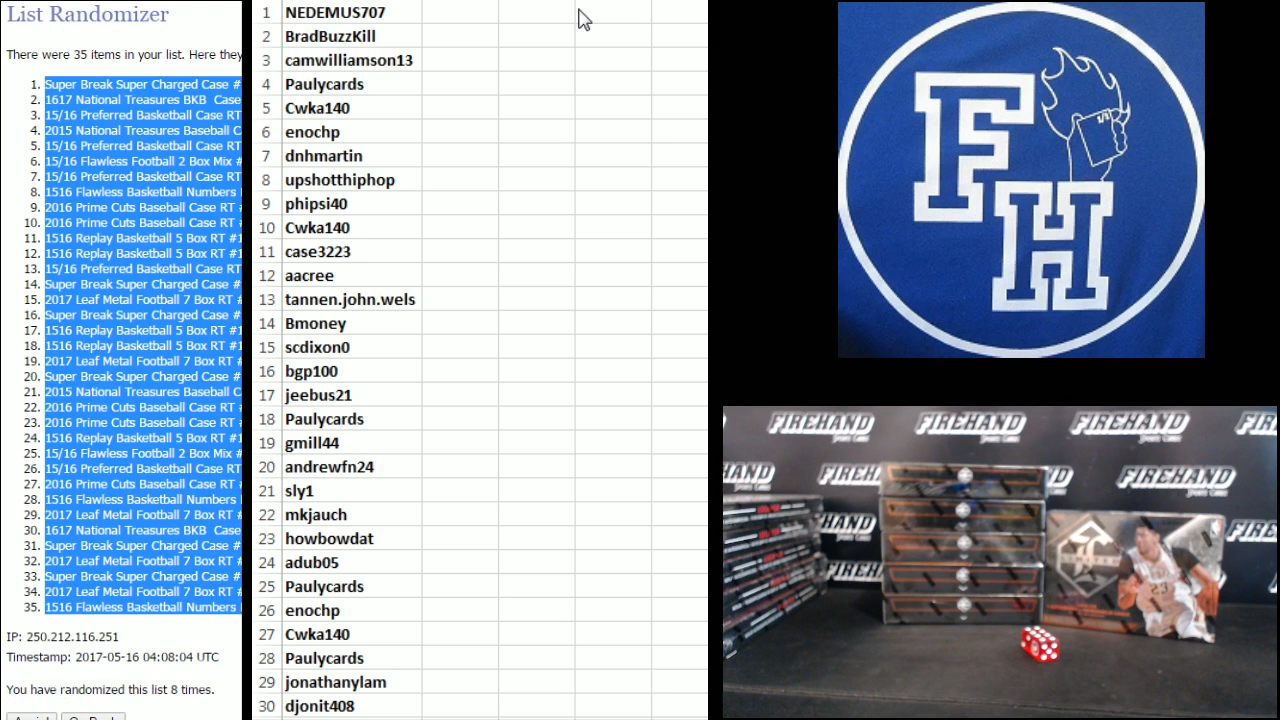 List Randomizer
There were 35 items in your list. Here they
1. Super Break Super Charged Case #
2. 1617 National Treasures BKB Case
3. 15/16 Preferred Basketball Case RT
4. 2015 National Treasures Baseball C
5. 15/16 Preferred Basketball Case RT
6. 15/16 Flawless Football 2 Box Mix #
7. 15/16 Preferred Basketball Case RT
8. 1516 Flawless Basketball Numbers
9. 2016 Prime Cuts Baseball Case RT #
10. 2016 Prime Cuts Baseball Case RT #
11. 1516 Replay Basketball 5 Box RT #1
12. 1516 Replay Basketball 5 Box RT #1
13. 15/16 Preferred Basketball Case RT
14. Super Break Super Charged Case #
15. 2017 Leaf Metal Football 7 Box RT #
16. Super Break Super Charged Case #
17. 1516 Replay Basketball 5 Box RT #1
18. 1516 Replay Basketball 5 Box RT #1
19. 2017 Leaf Metal Football 7 Box RT #
20. Super Break Super Charged Case #
21. 2015 National Treasures Baseball C
22. 2016 Prime Cuts Baseball Case RT #
23. 2016 Prime Cuts Baseball Case RT #
24. 1516 Replay Basketball 5 Box RT #1
25. 15/16 Flawless Football 2 Box Mix #
26. 15/16 Preferred Basketball Case RT
27. 2016 Prime Cuts Baseball Case RT #
28. 1516 Flawless Basketball Numbers
29. 2017 Leaf Metal Football 7 Box RT #
30. 1617 National Treasures BKB Case
31. Super Break Super Charged Case #
32. 2017 Leaf Metal Football 7 Box RT #
33. Super Break Super Charged Case #
34. 2017 Leaf Metal Football 7 Box RT #
35. 1516 Flawless Basketball Numbers
IP: 250.212.116.251
Timestamp: 2017-05-16 04:08:04 UTC
You have randomized this list 8 times.
1 NEDEMUS707
2 BradBuzzKill
3 camwilliamson13
4 Paulycards
5 Cwka140
6 enochp
7 dnhmartin
8 upshotthiphop
9 phipsi40
10 Cwka140
11 case3223
12 aacree
13 tannen.john.wels
14 Bmoney
15 scdixon0
16 bgp100
17 jeebus21
18 Paulycards
19 gmill44
20 andrewfn24
21 sly1
22 mkjauch
23 howbowdat
24 adub05
25 Paulycards
26 enochp
27 Cwka140
28 Paulycards
29 jonathanylam
30 djonit408
FH
1/1
FIREHAND
FIREHAND
FIREHAND
FIREHAND
FIREHAND
FIREHAND
LIMITED
23